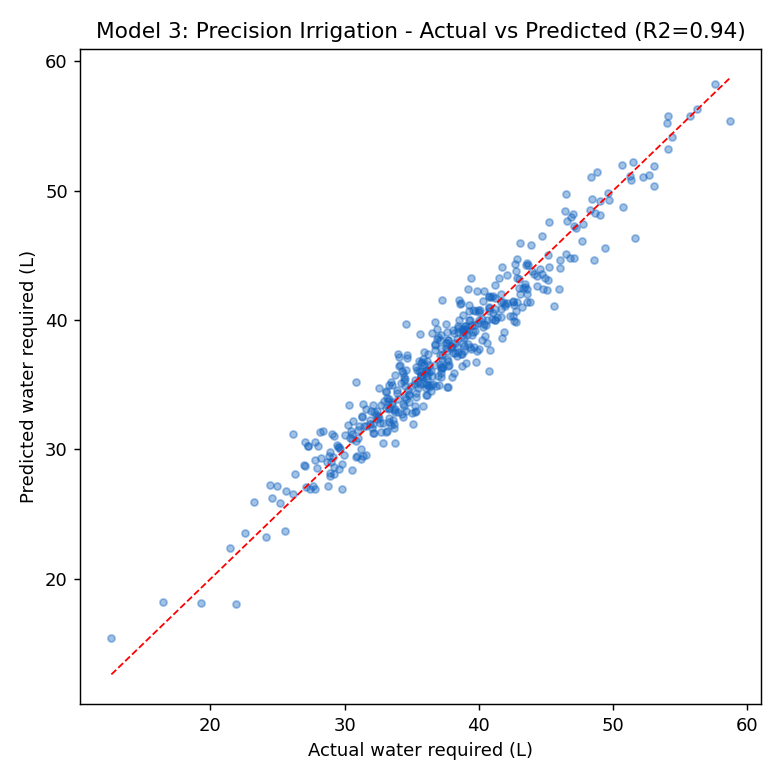 Model 3: Precision Irrigation - Actual vs Predicted (R2=0.94)
60
50
40
30
20
Predicted water required (L)
20 30 40 50 60
Actual water required (L)